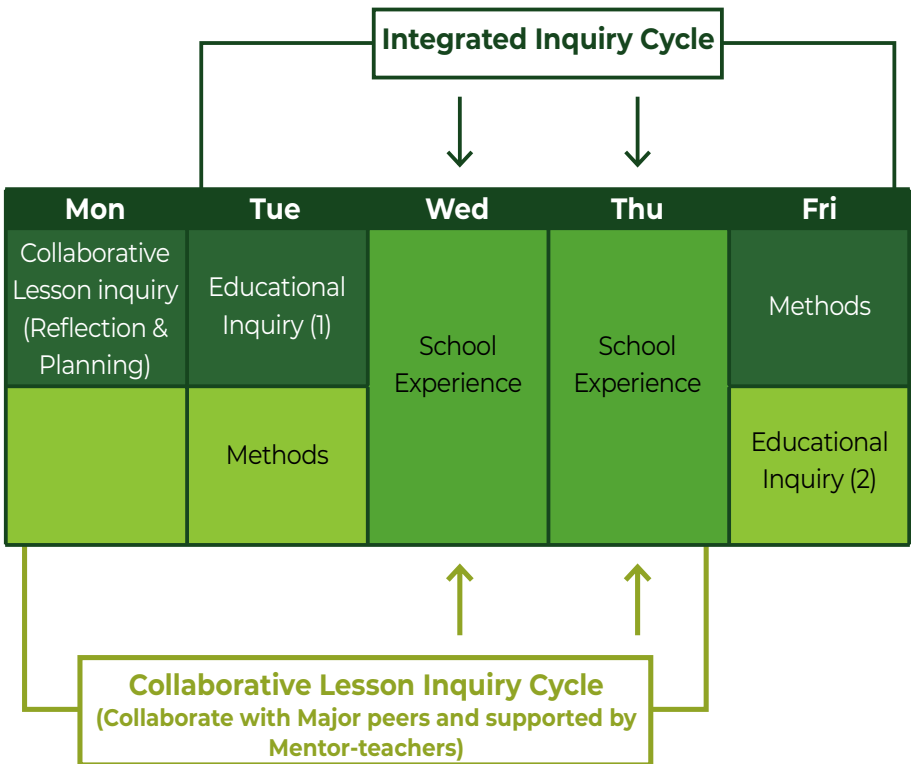 Integrated Inquiry Cycle
Mon
Tue
Wed
Thu
Fri
Collaborative
Lesson inquiry
(Reflection &
Planning)
Educational
Inquiry (1)
School
Experience
School
Experience
Methods
Methods
Educational
Inquiry (2)
Collaborative Lesson Inquiry Cycle
(Collaborate with Major peers and supported by
Mentor-teachers)